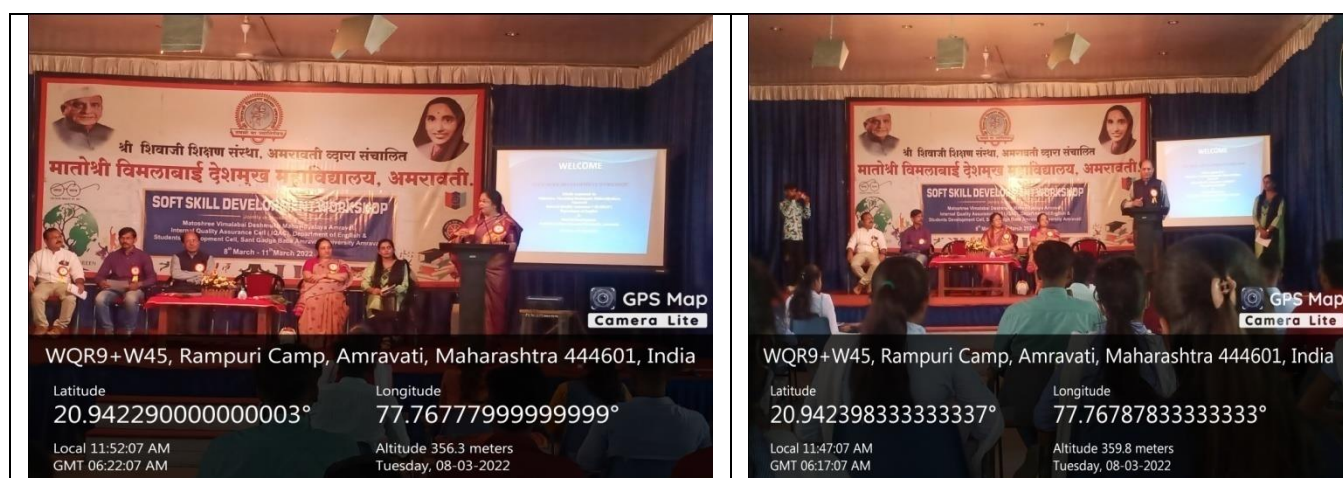 श्री शिवाजी शिक्षण संस्था, अमरावती व्दारा संचालित
मातोश्री विमलाबाई देशमुख महाविद्यालय, अमरावती.
SOFT SKILL DEVELOPMENT WORKSHOP
Matoshree Vimalabai Deshmukh Mahavidyalaya Amravati
Internal Quality Assurance Cell (IQAC), Department of English &
Students Development Cell, Sant Gadge Baba Amravati University Amravati
8th March - 11th March 2022
WELCOME
GPS Map
Camera Lite
WQR9+W45, Rampuri Camp, Amravati, Maharashtra 444601, India
Latitude
20.942290000000003°
Longitude
77.76777999999999°
Local 11:52:07 AM
GMT 06:22:07 AM
Altitude 356.3 meters
Tuesday, 08-03-2022
श्री शिवाजी शिक्षण संस्था, अमरावती व्दारा संचालित
मातोश्री विमलाबाई देशमुख महाविद्यालय, अमरावती.
SOFT SKILL DEVELOPMENT WORKSHOP
WELCOME
GPS Map
Camera Lite
WQR9+W45, Rampuri Camp, Amravati, Maharashtra 444601, India
Latitude
20.942398333333337°
Longitude
77.76787833333333°
Local 11:47:07 AM
GMT 06:17:07 AM
Altitude 359.8 meters
Tuesday, 08-03-2022